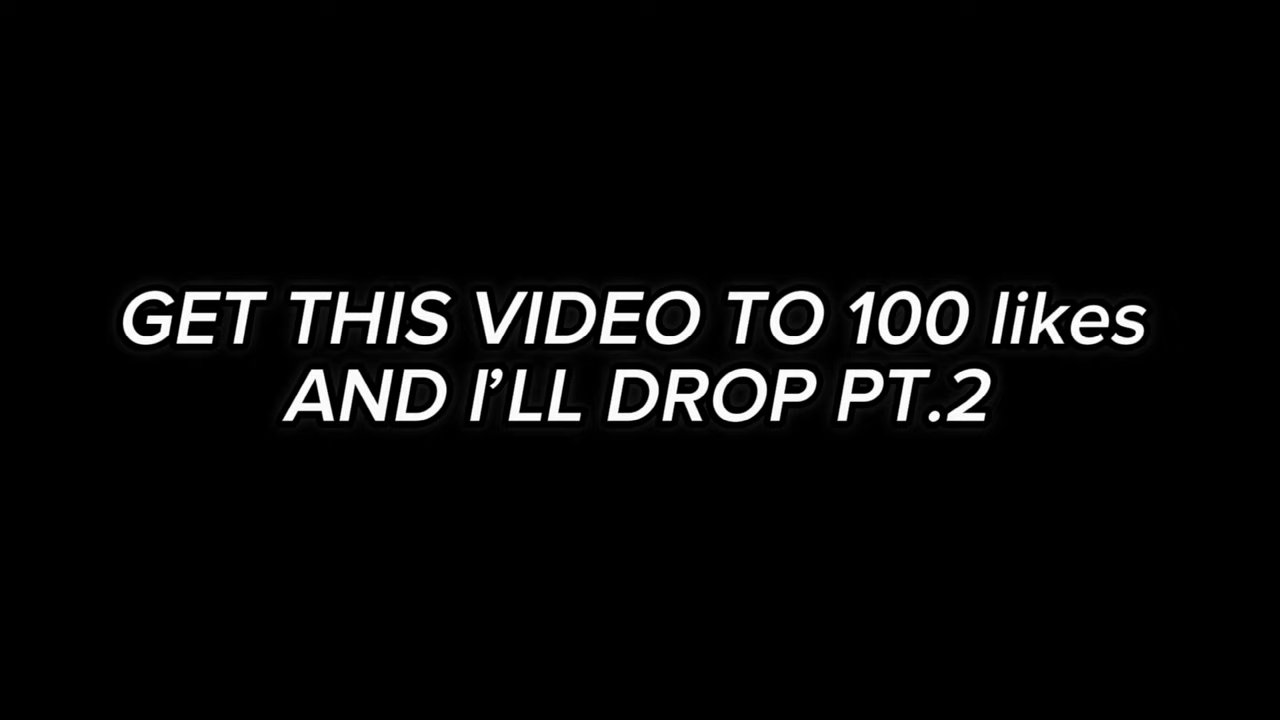 GET THIS VIDEO TO 100 likes
AND I’LL DROP PT.2